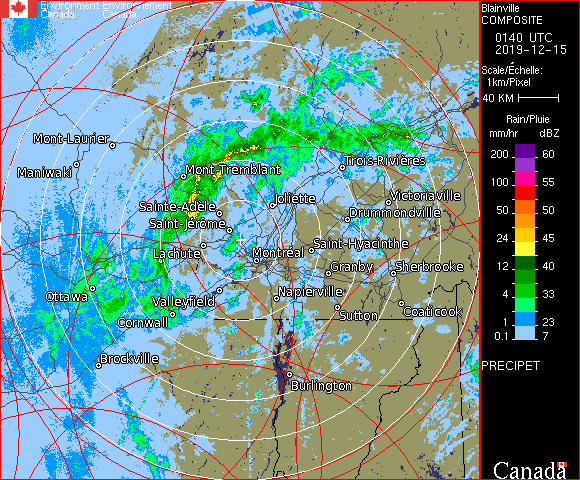 Environment Environnement
Canada Canada
Blainville
COMPOSITE
0140 UTC
2019-12-15
Scale/Échelle:
1km/Pixel
40 KM
Rain/Pluie
mm/hr dBZ
200 60
100 55
50 50
24 45
12 40
4 33
1 23
0.1 7
PRECIPET
Mont-Laurier
Maniwaki
Mont-Tremblant
Trois-Rivières
Sainte-Adèle
Joliette
Victoriaville
Drummondville
Saint-Jérôme
Lachute
Montréal
Saint-Hyacinthe
Granby
Sherbrooke
Ottawa
Valleyfield
Napierville
Cornwall
Sutton
Coaticook
Brockville
Burlington
Canada